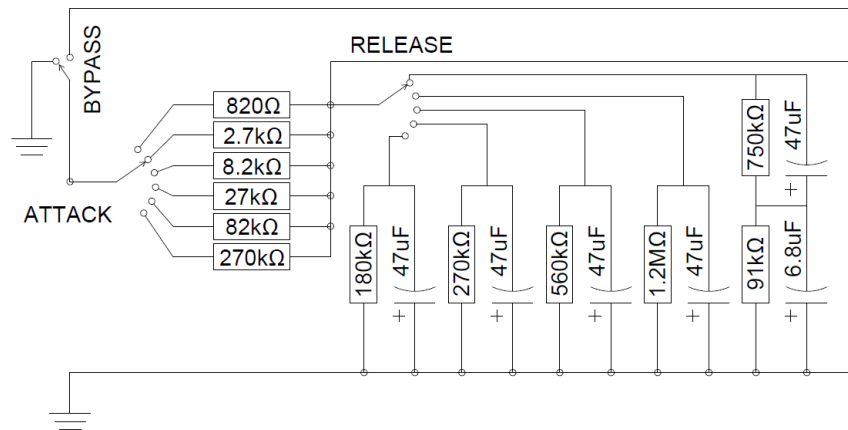 RELEASE
BYPASS
820Ω
2.7kΩ
8.2kΩ
27kΩ
82kΩ
270kΩ
ATTACK
750kΩ
47uF
+
180kΩ
47uF
+
270kΩ
47uF
+
560kΩ
47uF
+
1.2MΩ
47uF
+
91kΩ
6.8uF
+